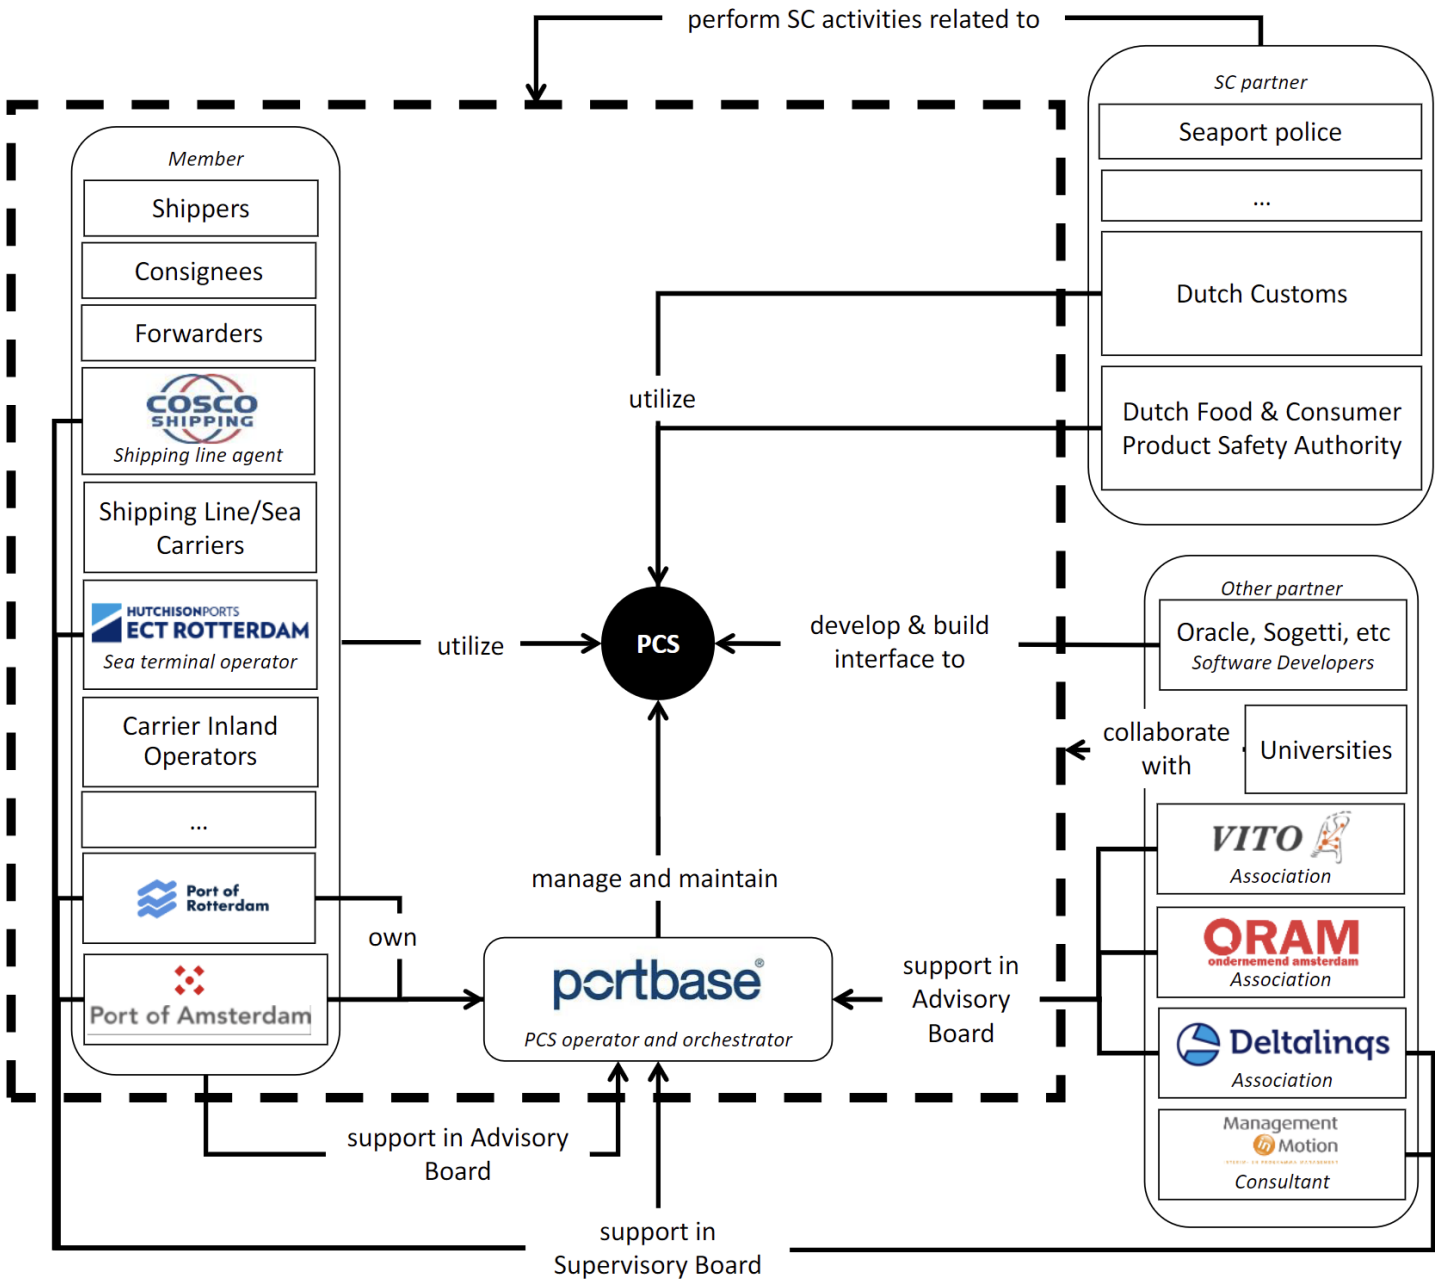 perform SC activities related to
SC partner
Seaport police
...
Dutch Customs
Dutch Food & Consumer
Product Safety Authority
Member
Shippers
Consignees
Forwarders
COSCO
SHIPPING
Shipping line agent
Shipping Line/Sea
Carriers
HUTCHISONPORTS
ECT ROTTERDAM
Sea terminal operator
Carrier Inland
Operators
...
Port of
Rotterdam
Port of Amsterdam
utilize
utilize
PCS
develop & build
interface to
Other partner
Oracle, Sogetti, etc
Software Developers
collaborate
with
Universities
VITO
Association
ORAM
ondernemend amsterdam
Association
Deltalinqs
Association
Management
in Motion
Consultant
manage and maintain
own
portbase®
PCS operator and orchestrator
support in
Advisory
Board
support in Advisory
Board
support in
Supervisory Board